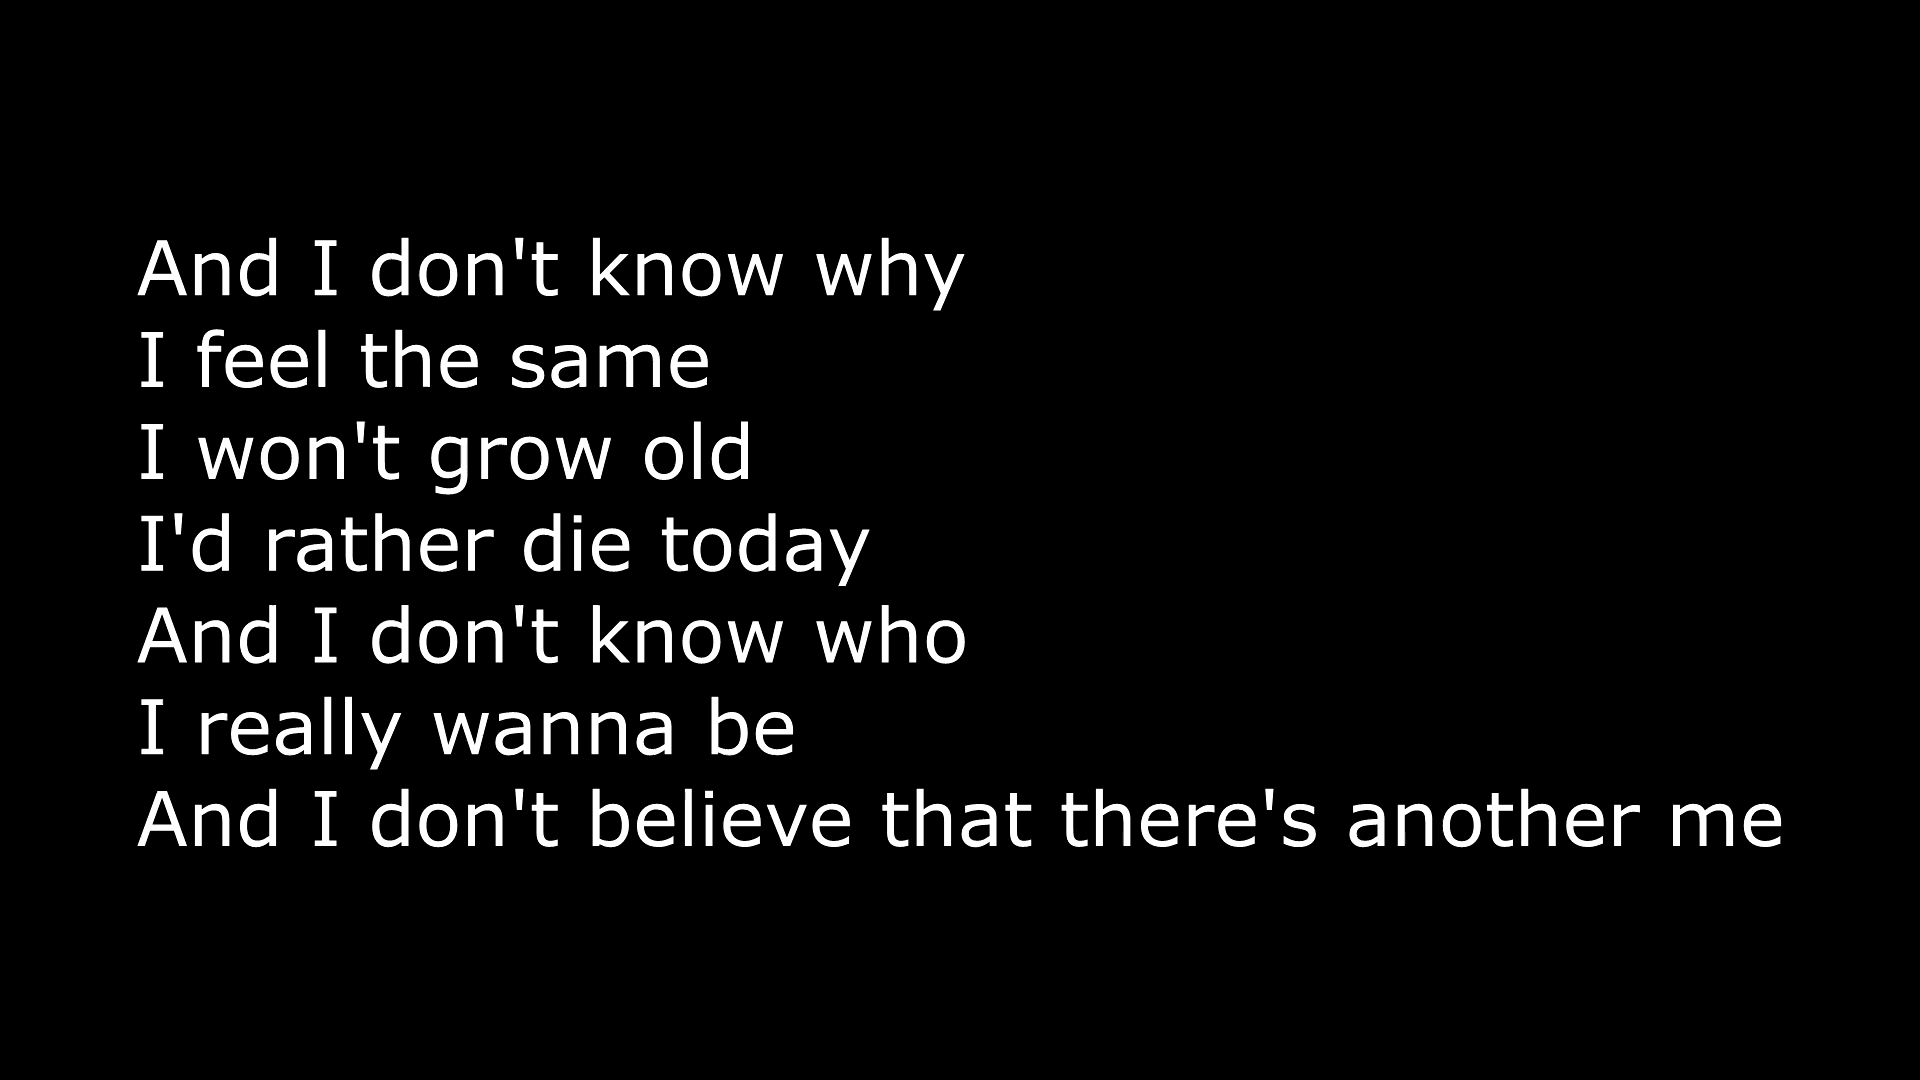 And I don't know why
I feel the same
I won't grow old
I'd rather die today
And I don't know who
I really wanna be
And I don't believe that there's another me